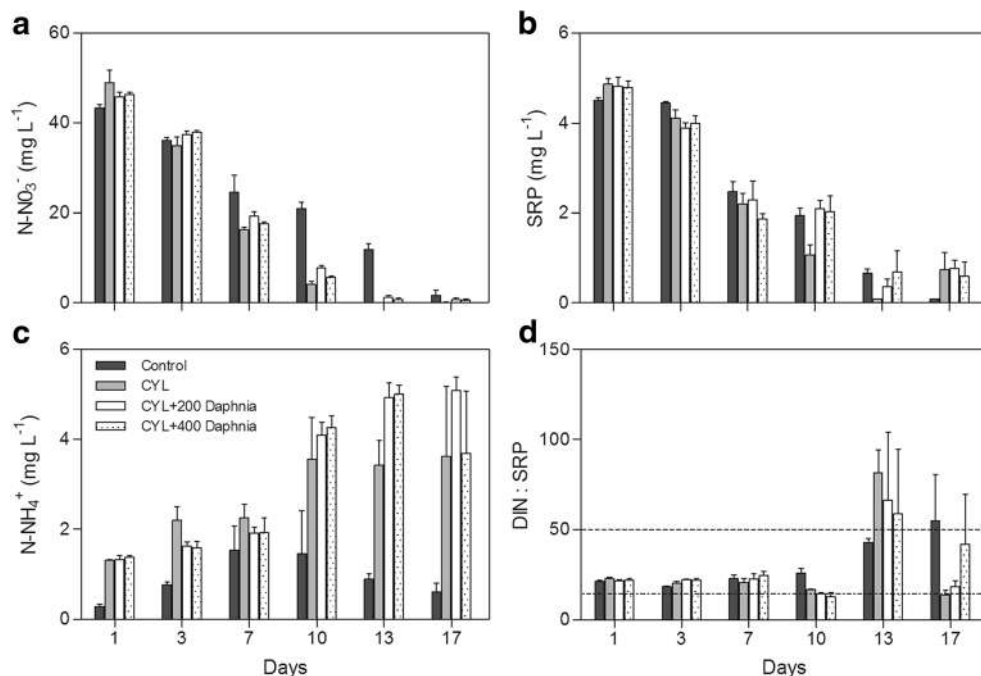 a
60
40
20
0
N-NO₃⁻ (mg L⁻¹)
b
6
4
2
0
SRP (mg L⁻¹)
c
6
4
2
0
N-NH₄⁺ (mg L⁻¹)
Control
CYL
CYL+200 Daphnia
CYL+400 Daphnia
1 3 7 10 13 17
Days
d
150
100
50
0
DIN : SRP
1 3 7 10 13 17
Days